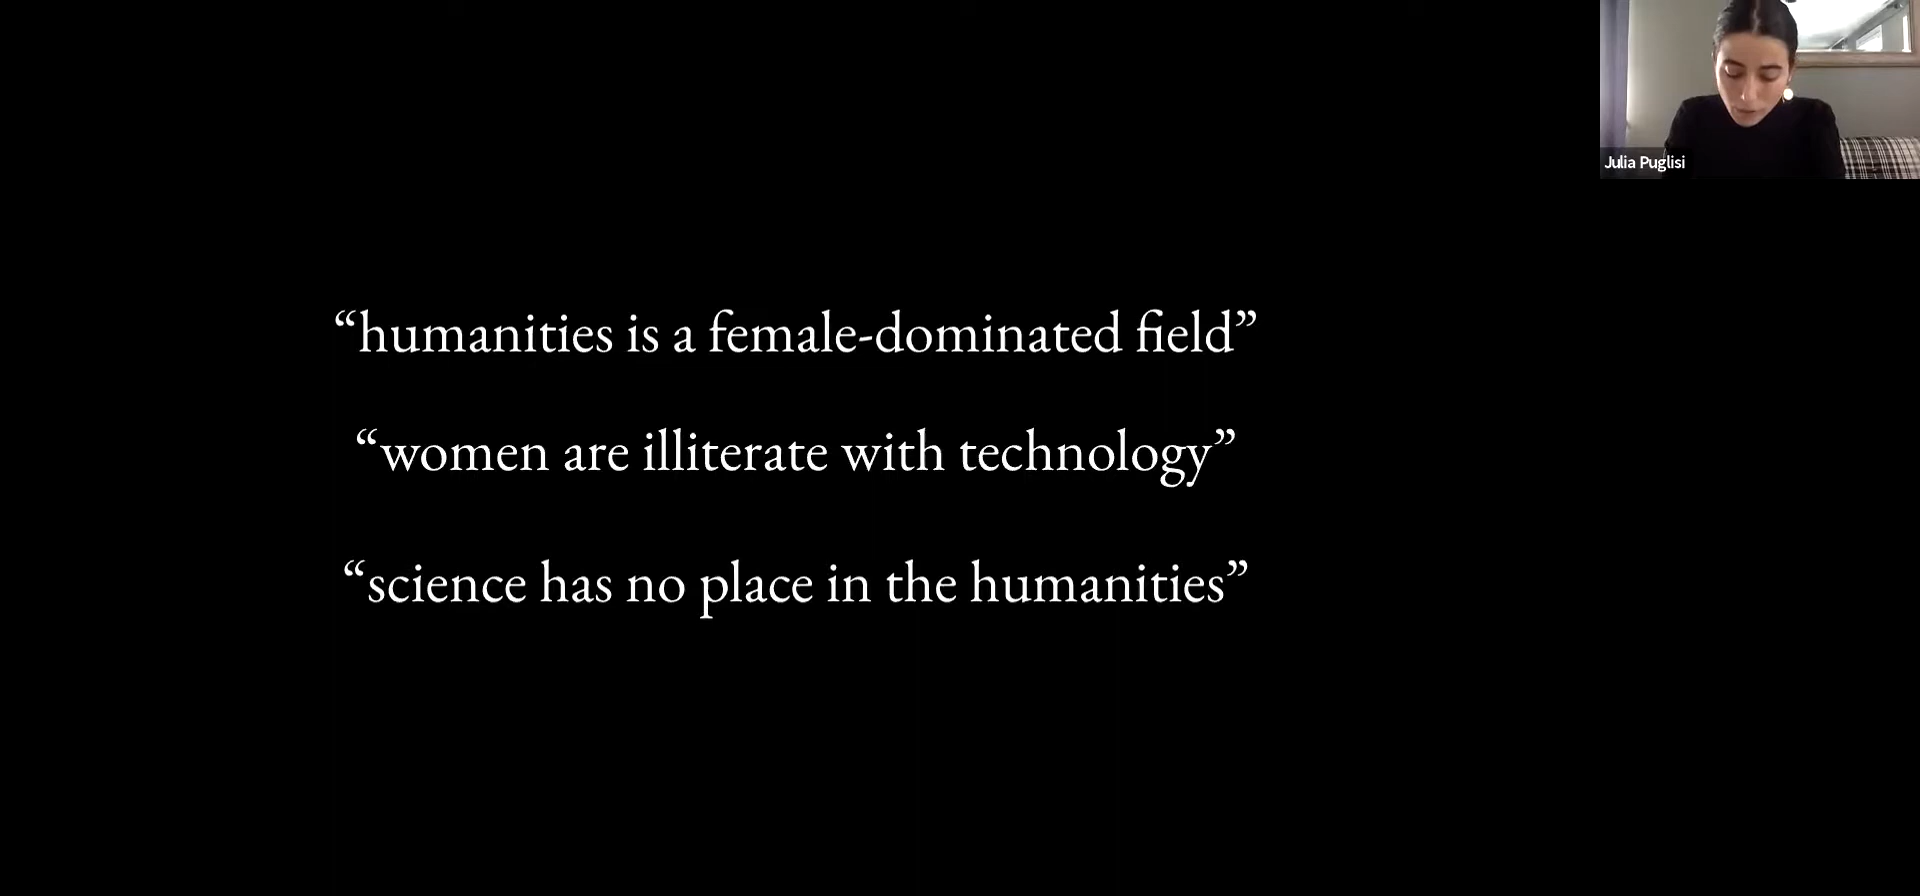 Julia Puglisi
“humanities is a female-dominated field”
“women are illiterate with technology”
“science has no place in the humanities”